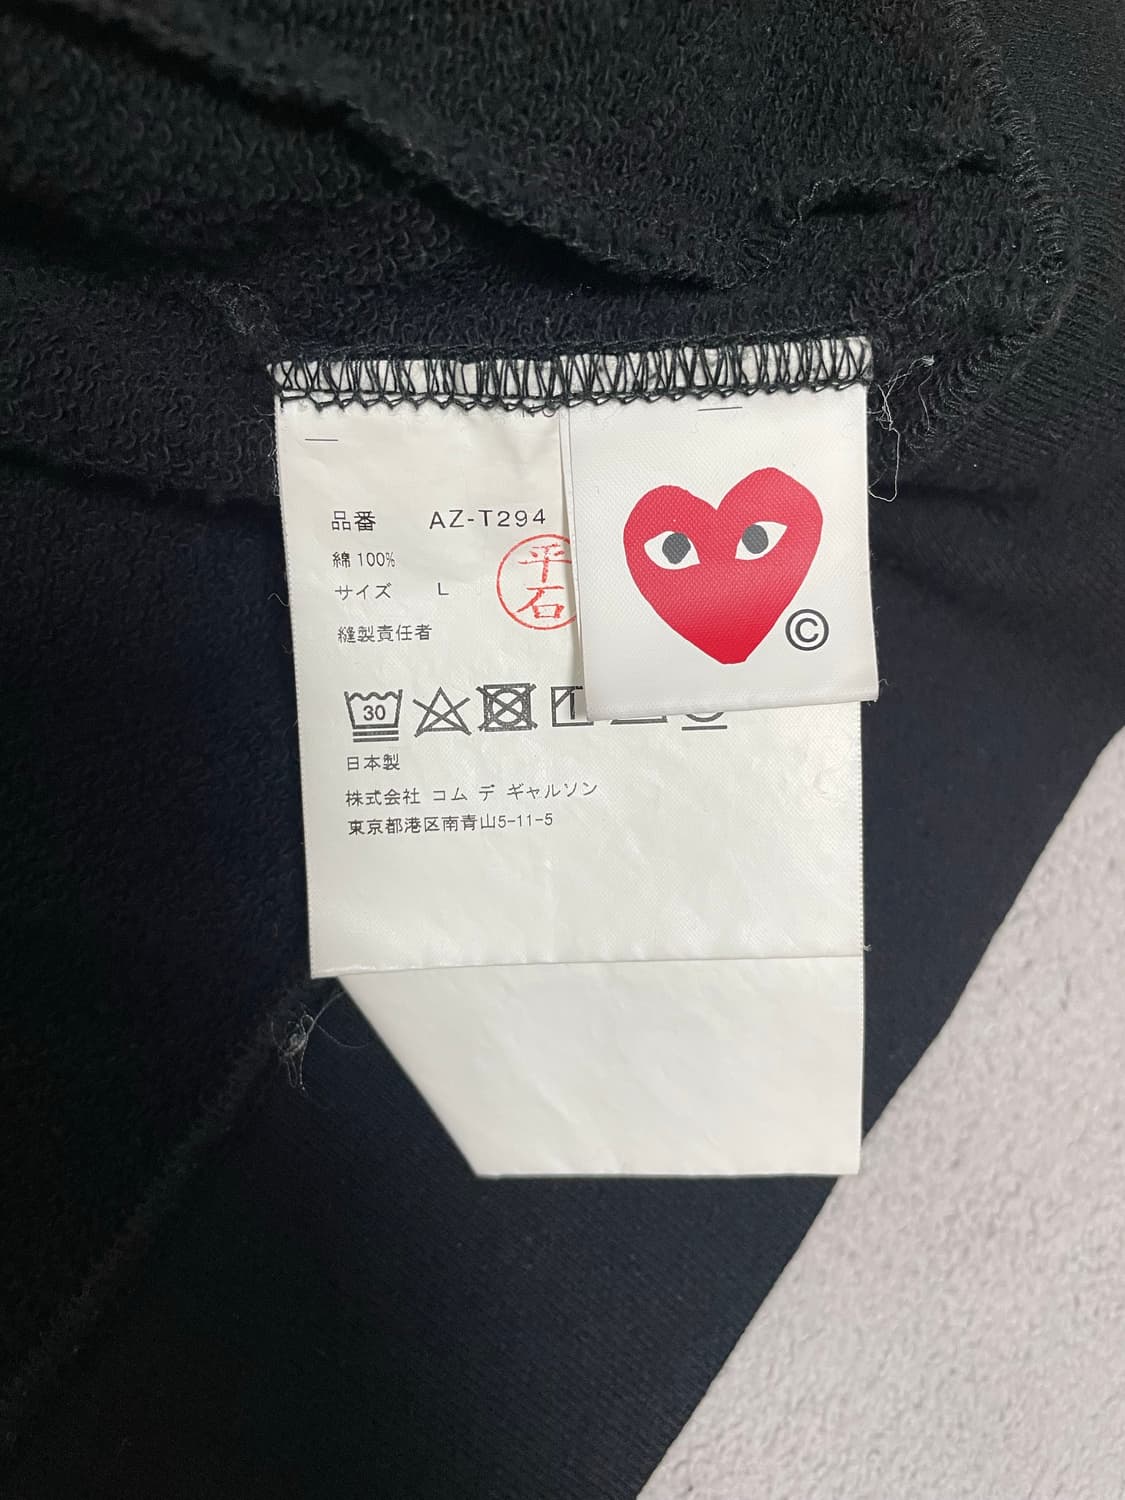 品番 AZ-T294
綿 100%
サイズ L
縫製責任者
平石
30
日本製
株式会社 コム デ ギャルソン
東京都港区南青山5-11-5
©